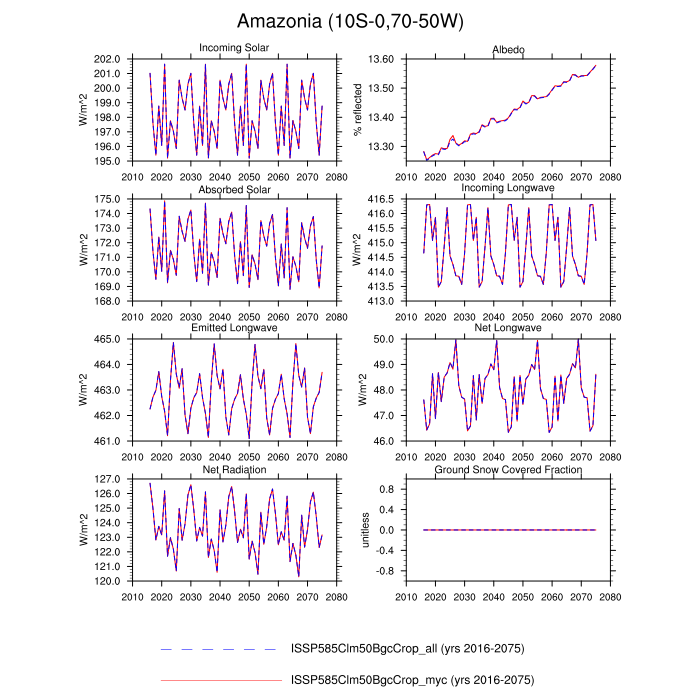 Amazonia (10S-0,70-50W)
Incoming Solar
W/m^2
202.0
201.0
200.0
199.0
198.0
197.0
196.0
195.0
2010 2020 2030 2040 2050 2060 2070 2080
Albedo
% reflected
13.60
13.50
13.40
13.30
2010 2020 2030 2040 2050 2060 2070 2080
Absorbed Solar
W/m^2
175.0
174.0
173.0
172.0
171.0
170.0
169.0
168.0
2010 2020 2030 2040 2050 2060 2070 2080
Incoming Longwave
W/m^2
416.5
416.0
415.5
415.0
414.5
414.0
413.5
413.0
2010 2020 2030 2040 2050 2060 2070 2080
Emitted Longwave
W/m^2
465.0
464.0
463.0
462.0
461.0
2010 2020 2030 2040 2050 2060 2070 2080
Net Longwave
W/m^2
50.0
49.0
48.0
47.0
46.0
2010 2020 2030 2040 2050 2060 2070 2080
Net Radiation
W/m^2
127.0
126.0
125.0
124.0
123.0
122.0
121.0
120.0
2010 2020 2030 2040 2050 2060 2070 2080
Ground Snow Covered Fraction
unitless
0.8
0.4
0.0
-0.4
-0.8
2010 2020 2030 2040 2050 2060 2070 2080
ISSP585Clm50BgcCrop_all (yrs 2016-2075)
ISSP585Clm50BgcCrop_myc (yrs 2016-2075)